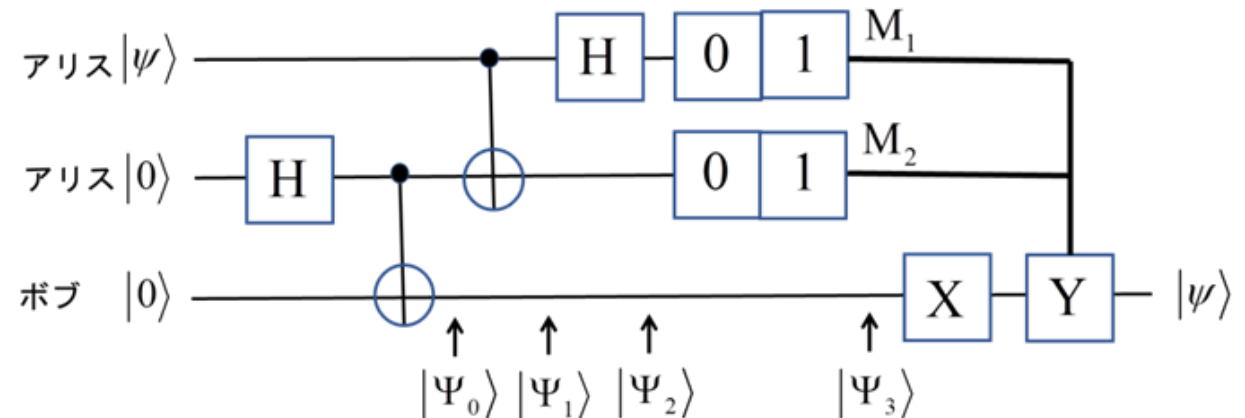 アリス |ψ⟩ H 0 1 M₁
アリス |0⟩ H 0 1 M₂
ボブ |0⟩ X Y |ψ⟩
|Ψ₀⟩ |Ψ₁⟩ |Ψ₂⟩ |Ψ₃⟩